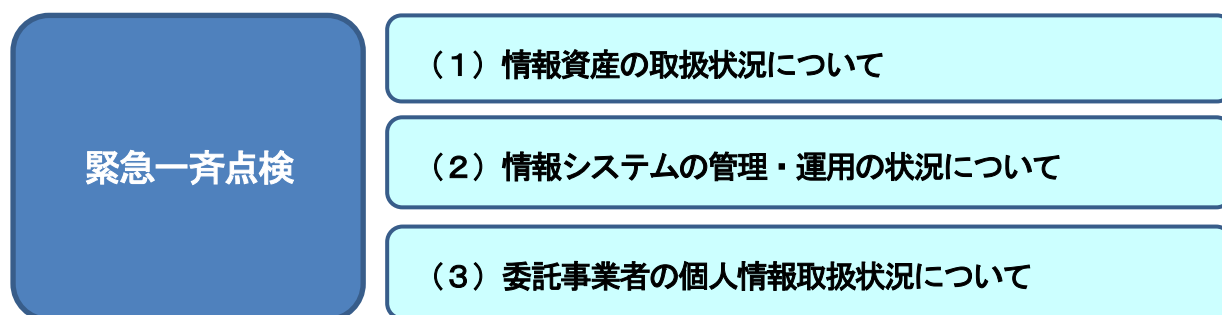 緊急一斉点検
（１）情報資産の取扱状況について
（２）情報システムの管理・運用の状況について
（３）委託事業者の個人情報取扱状況について